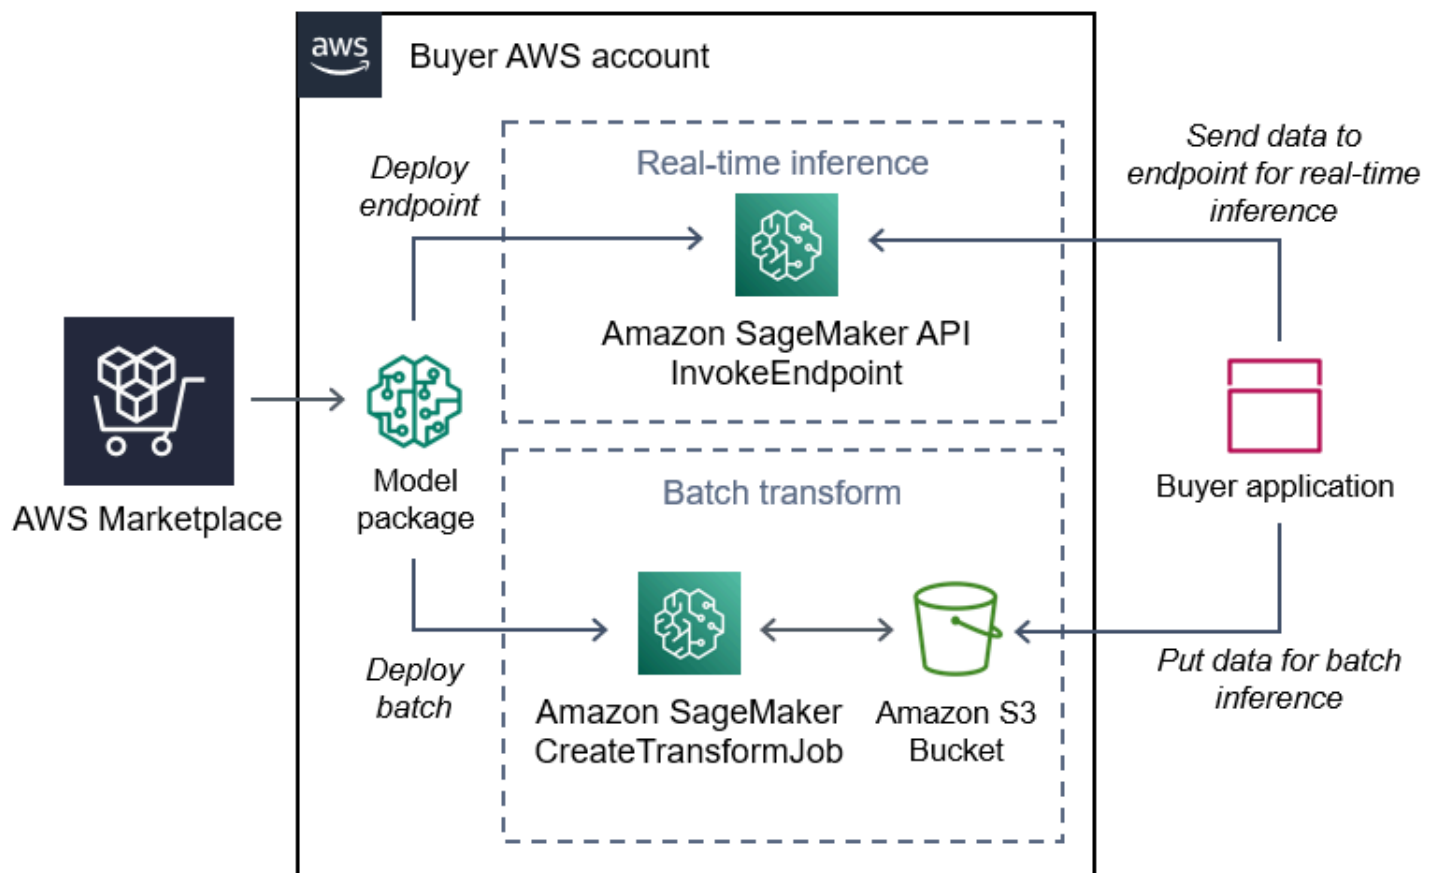 aws
Buyer AWS account
Deploy
endpoint
Real-time inference
Amazon SageMaker API
InvokeEndpoint
Send data to
endpoint for real-time
inference
AWS Marketplace
Model
package
Buyer application
Batch transform
Deploy
batch
Amazon SageMaker
CreateTransformJob
Amazon S3
Bucket
Put data for batch
inference